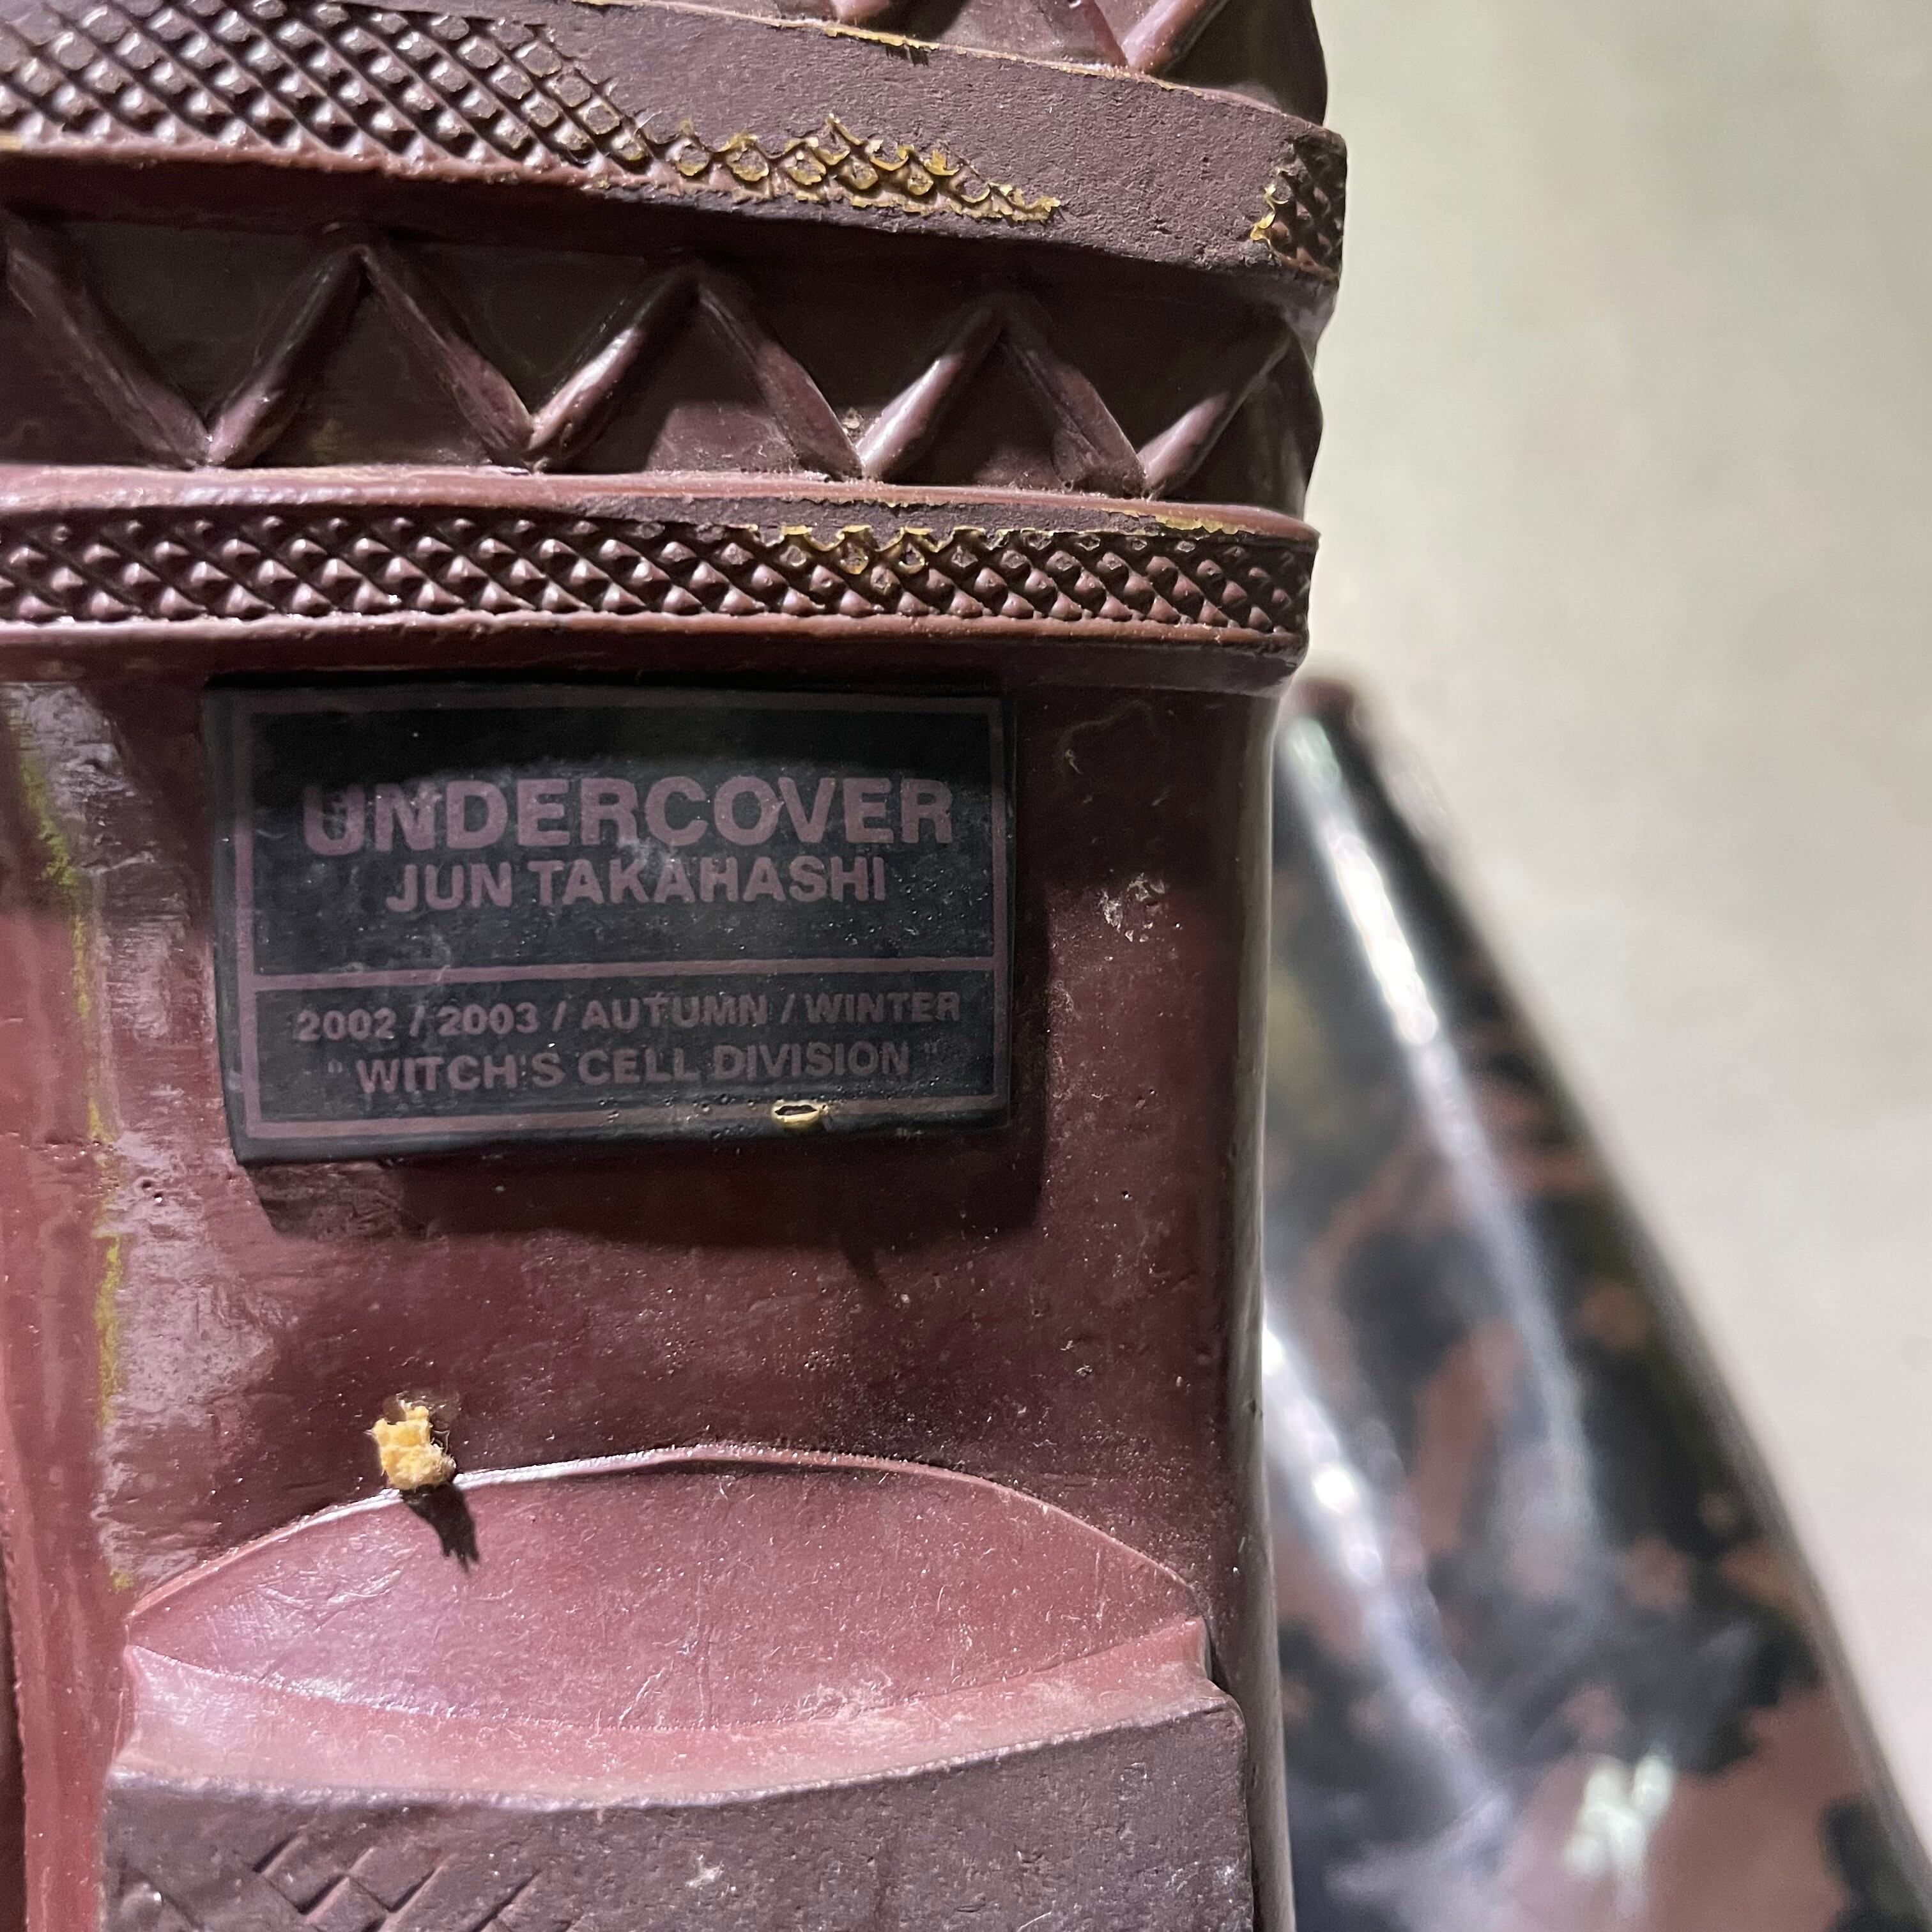 UNDERCOVER
JUN TAKAHASHI
2002 / 2003 / AUTUMN / WINTER
" WITCH'S CELL DIVISION "